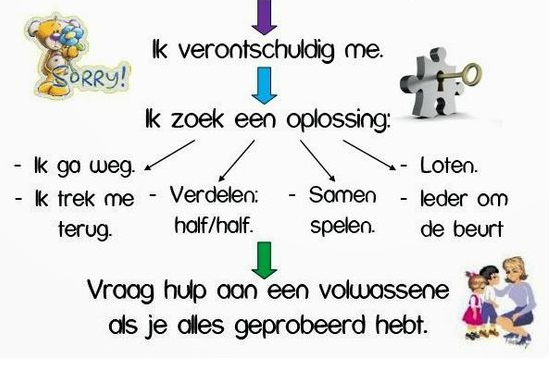 SORRY!
Ik verontschuldig me.
Ik zoek een oplossing:
- Ik ga weg.
- Ik trek me
terug.
- Verdelen:
half/half.
- Samen
spelen.
- Loten.
- Ieder om
de beurt
Vraag hulp aan een volwassene
als je alles geprobeerd hebt.